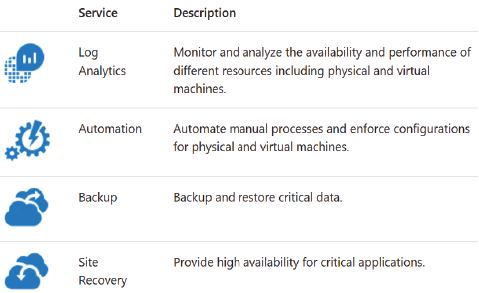 Service Description
Log Analytics Monitor and analyze the availability and performance of
different resources including physical and virtual
machines.
Automation Automate manual processes and enforce configurations
for physical and virtual machines.
Backup Backup and restore critical data.
Site Recovery Provide high availability for critical applications.